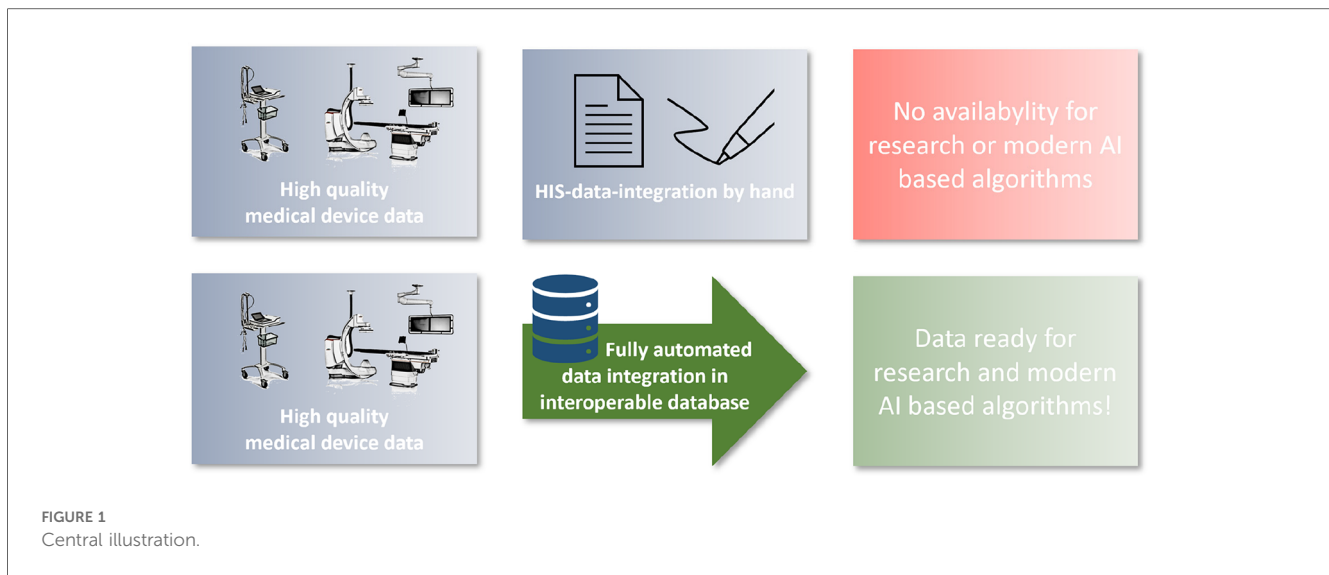 High quality
medical device data
HIS-data-integration by hand
No availabylity for
research or modern AI
based algorithms
High quality
medical device data
Fully automated
data integration in
interoperable database
Data ready for
research and modern
AI based algorithms!
FIGURE 1
Central illustration.